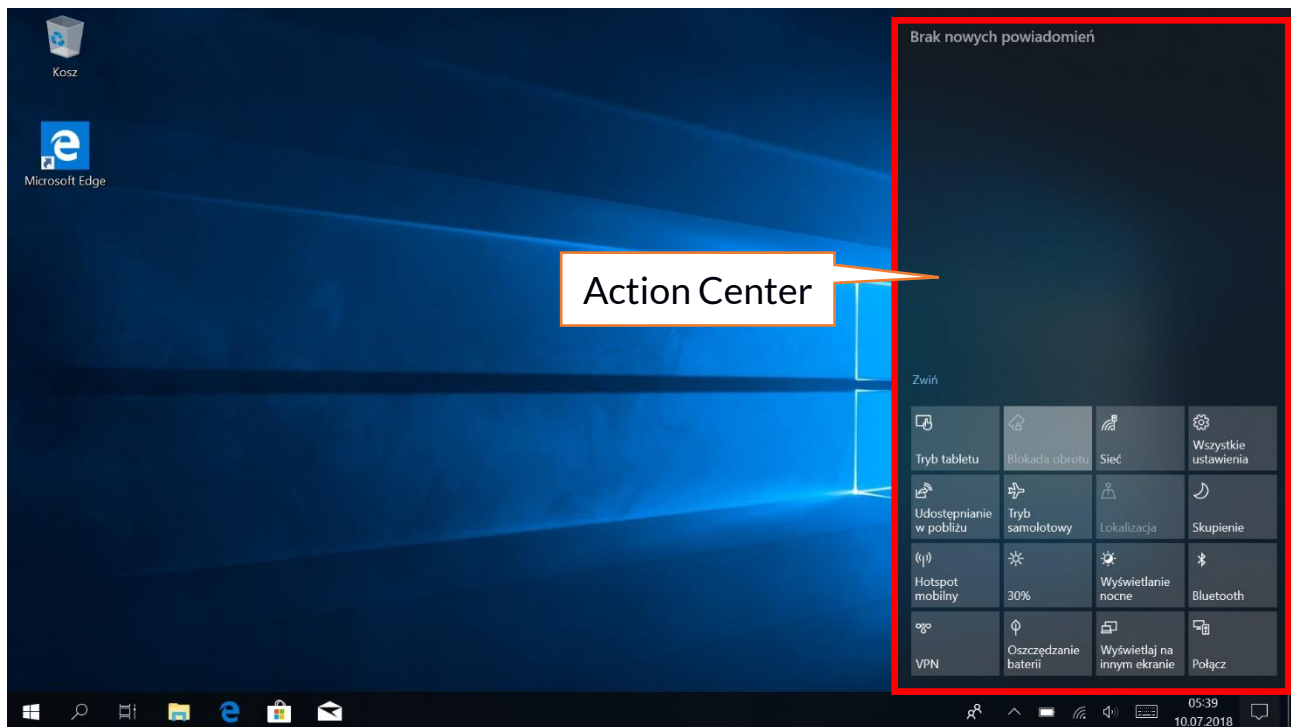 Kosz
Microsoft Edge
Action Center
Brak nowych powiadomień
Zwiń
Tryb tabletu
Blokada obrotu
Sieć
Wszystkie
ustawienia
Udostępnianie
w pobliżu
Tryb
samolotowy
Lokalizacja
Skupienie
Hotspot
mobilny
30%
Wyświetlanie
nocne
Bluetooth
VPN
Oszczędzanie
baterii
Wyświetlaj na
innym ekranie
Połącz
05:39
10.07.2018